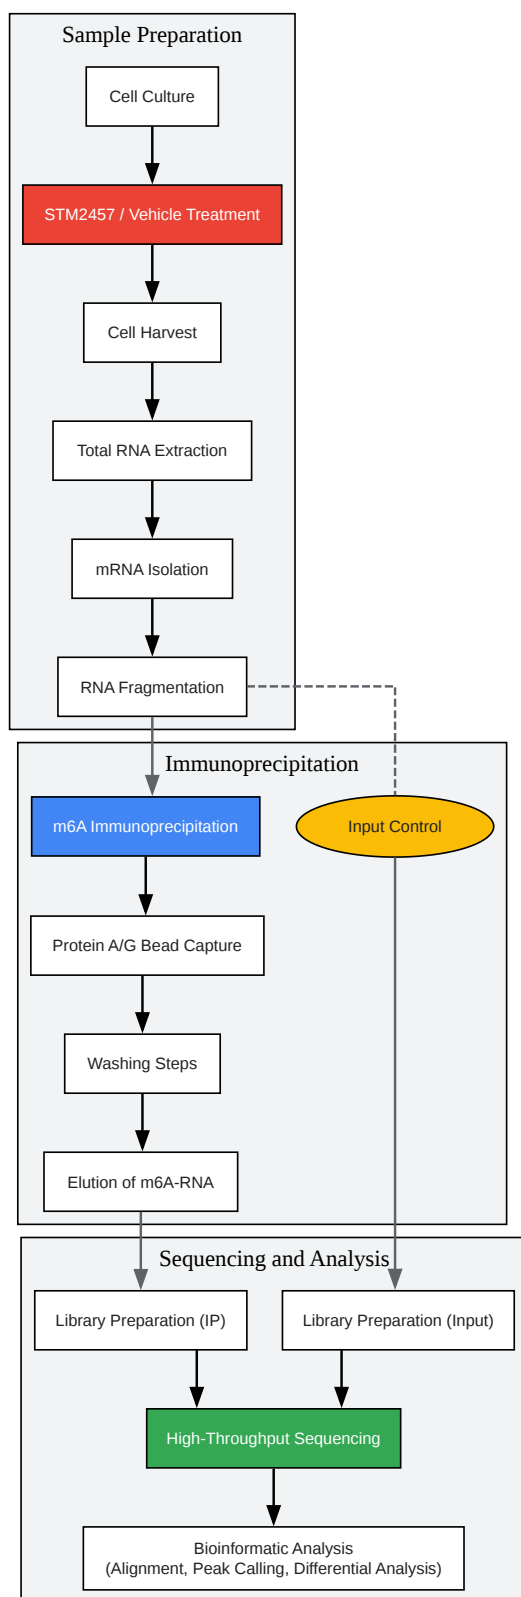 Sample Preparation
Cell Culture
STM2457 / Vehicle Treatment
Cell Harvest
Total RNA Extraction
mRNA Isolation
RNA Fragmentation
Immunoprecipitation
m6A Immunoprecipitation
Input Control
Protein A/G Bead Capture
Washing Steps
Elution of m6A-RNA
Sequencing and Analysis
Library Preparation (IP)
Library Preparation (Input)
High-Throughput Sequencing
Bioinformatic Analysis
(Alignment, Peak Calling, Differential Analysis)